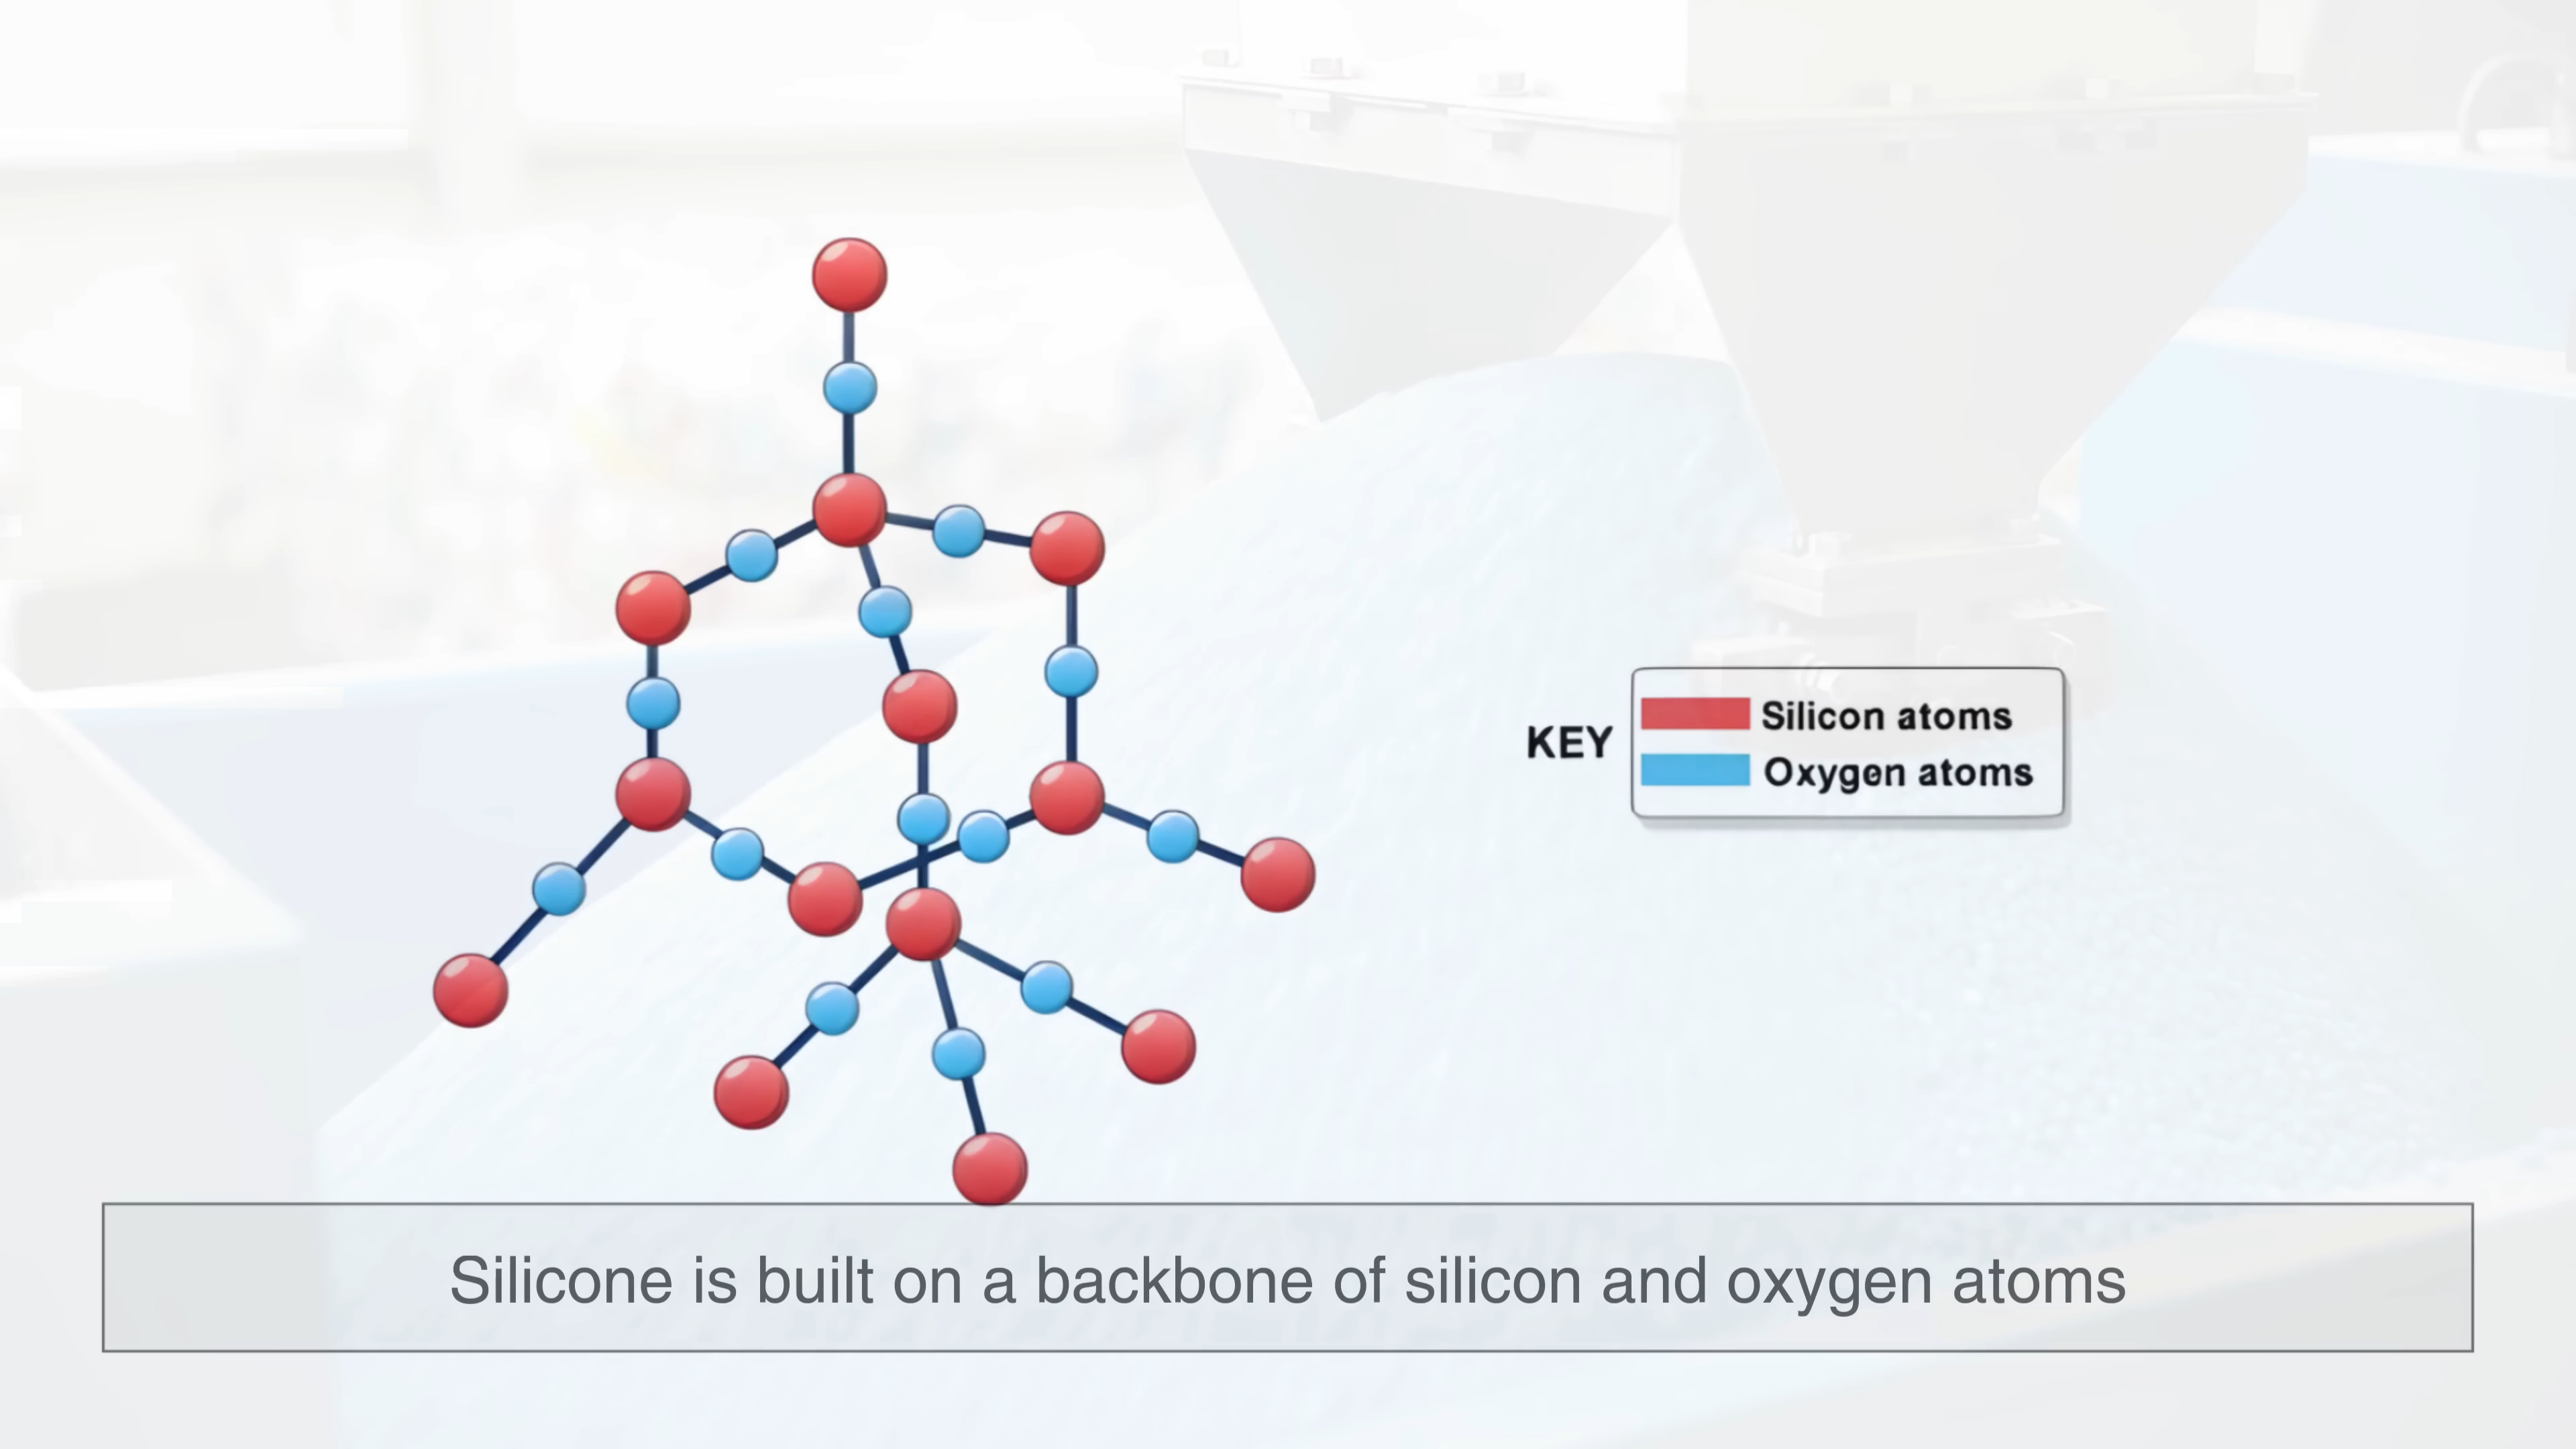 KEY
Silicon atoms
Oxygen atoms
Silicone is built on a backbone of silicon and oxygen atoms